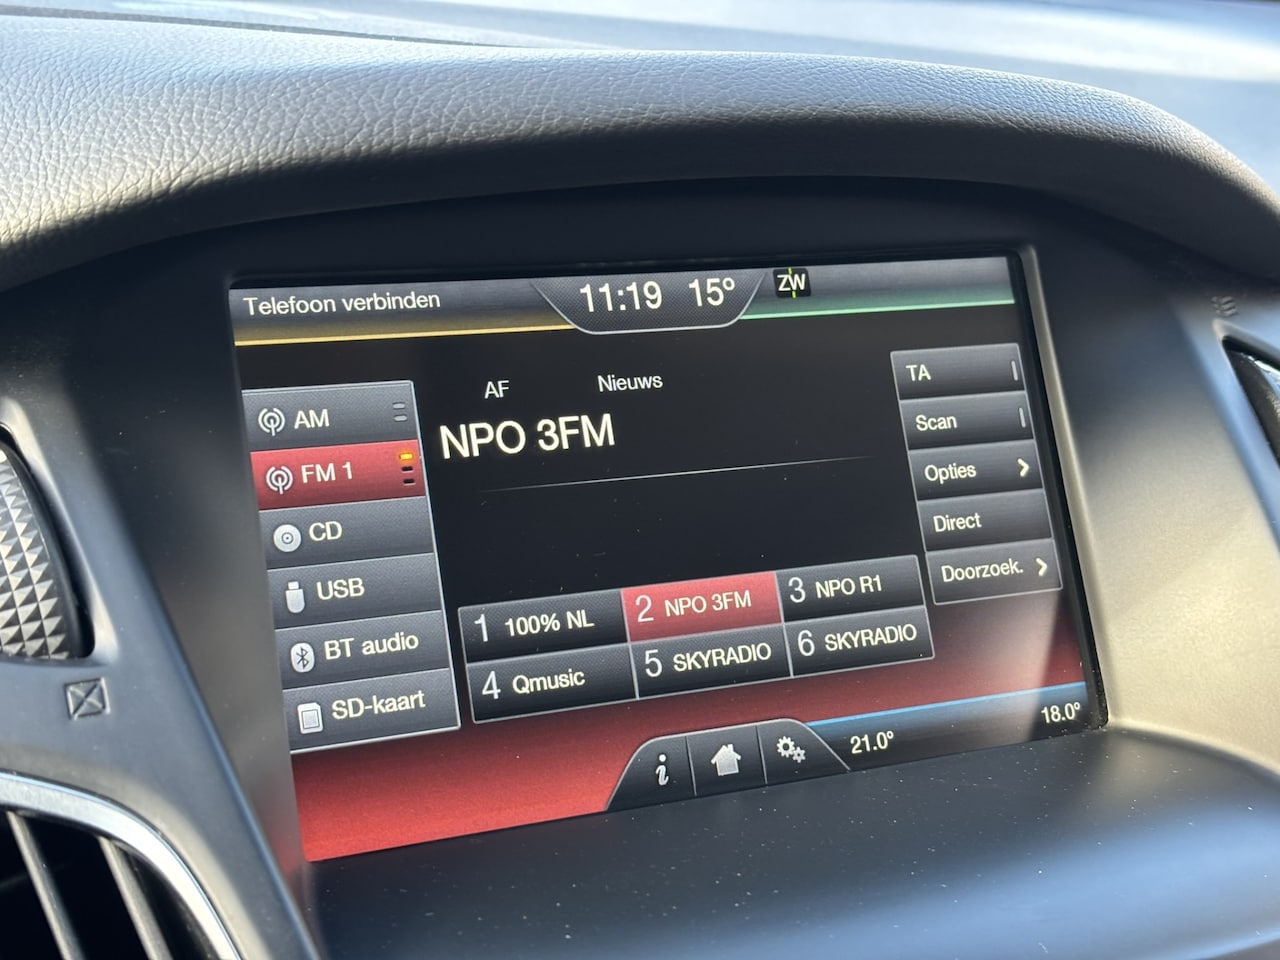 Telefoon verbinden
11:19 15°
ZW
AF Nieuws
NPO 3FM
AM
FM 1
CD
USB
BT audio
SD-kaart
TA
Scan
Opties
Direct
Doorzoek.
1 100% NL
2 NPO 3FM
3 NPO R1
4 Qmusic
5 SKYRADIO
6 SKYRADIO
i
21.0°
18.0°